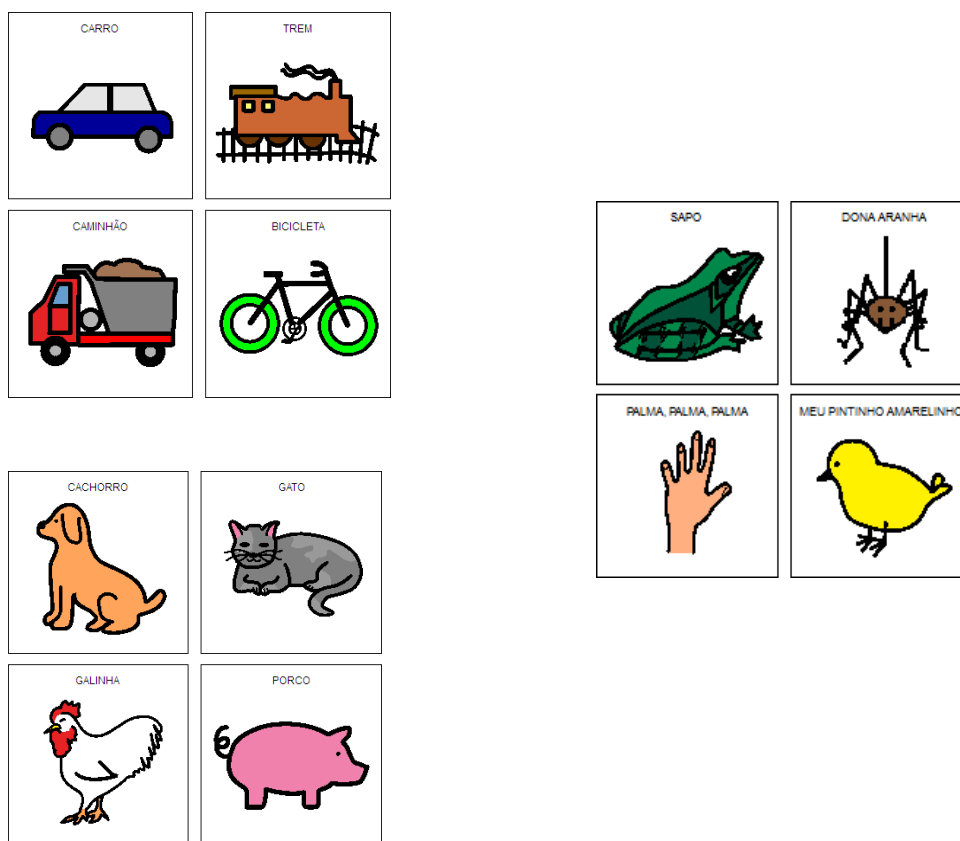 CARRO
TREM
CAMINHÃO
BICICLETA
SAPO
DONA ARANHA
PALMA, PALMA, PALMA
MEU PINTINHO AMARELINHO
CACHORRO
GATO
GALINHA
PORCO